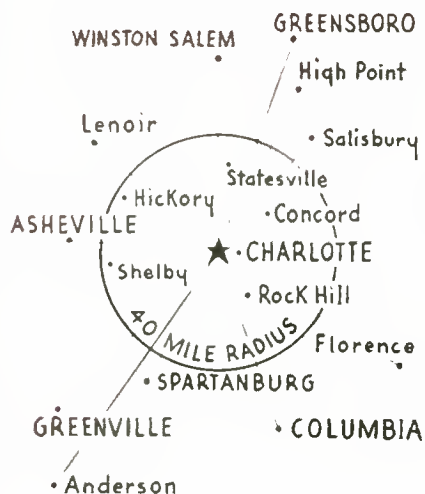 GREENSBORO
WINSTON SALEM
High Point
Lenoir
Salisbury
Statesville
HicKory
Concord
ASHEVILLE
CHARLOTTE
Shelby
RocK Hill
40 MILE RADIUS
Florence
SPARTANBURG
GREENVILLE
COLUMBIA
Anderson